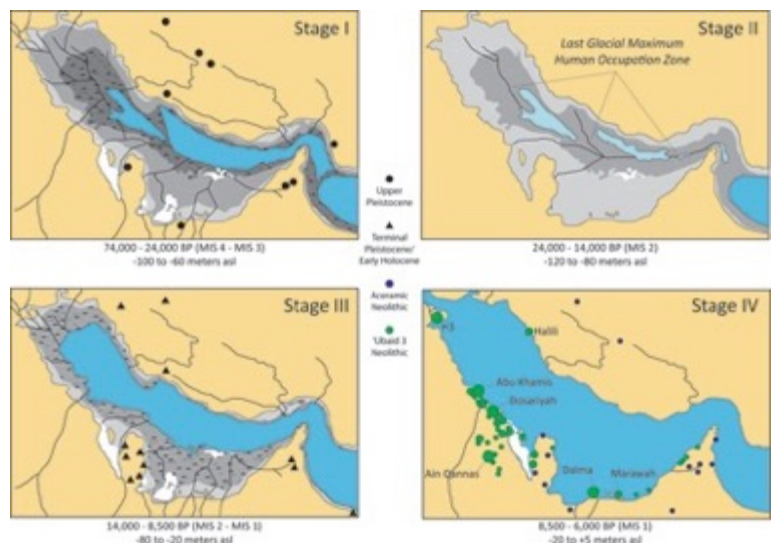 Stage I
74,000 - 24,000 BP (MIS 4 - MIS 3)
-100 to -60 meters asl
Stage II
Last Glacial Maximum
Human Occupation Zone
24,000 - 14,000 BP (MIS 2)
-120 to -80 meters asl
Upper
Pleistocene
Terminal
Pleistocene/
Early Holocene
Aceramic
Neolithic
'Ubaid 3
Neolithic
Stage III
14,000 - 8,500 BP (MIS 2 - MIS 1)
-80 to -20 meters asl
Stage IV
H3
Halili
Abu Khamis
Dosariyah
Ain Qannas
Dalma
Marawah
8,500 - 6,000 BP (MIS 1)
-20 to +5 meters asl